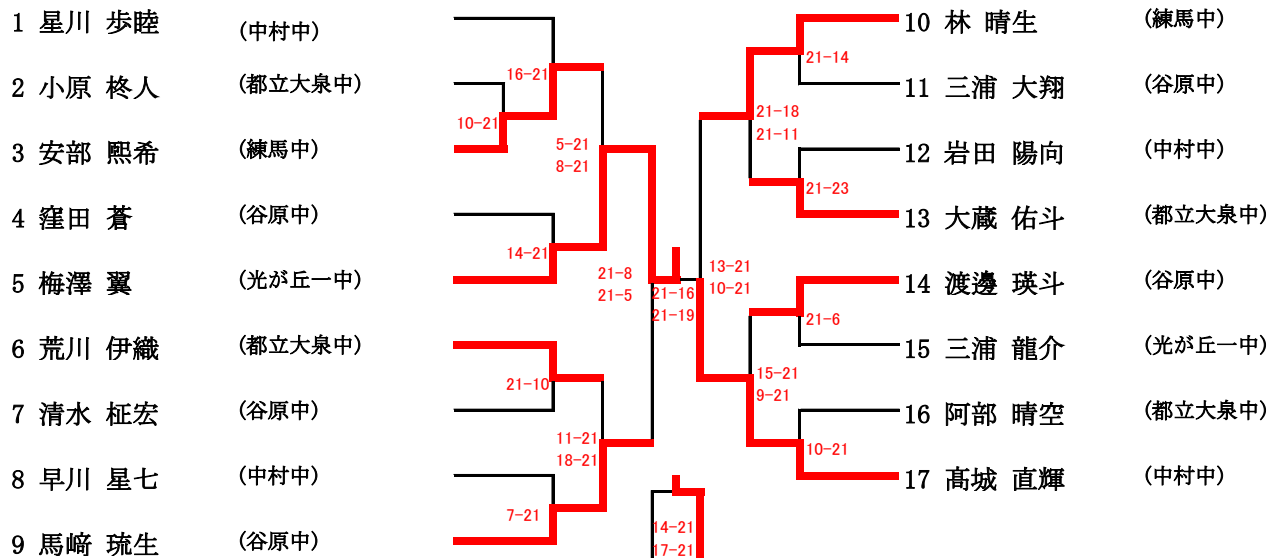 1 星川 歩睦 (中村中)
2 小原 柊人 (都立大泉中)
3 安部 熙希 (練馬中)
4 窪田 蒼 (谷原中)
5 梅澤 翼 (光が丘一中)
6 荒川 伊織 (都立大泉中)
7 清水 柾宏 (谷原中)
8 早川 星七 (中村中)
9 馬﨑 琉生 (谷原中)
16-21
10-21
5-21
8-21
14-21
21-8
21-5
21-10
11-21
18-21
7-21
21-16
21-19
14-21
17-21
10 林 晴生 (練馬中)
11 三浦 大翔 (谷原中)
12 岩田 陽向 (中村中)
13 大蔵 佑斗 (都立大泉中)
14 渡邊 瑛斗 (谷原中)
15 三浦 龍介 (光が丘一中)
16 阿部 晴空 (都立大泉中)
17 髙城 直輝 (中村中)
21-14
21-18
21-11
21-23
13-21
10-21
21-6
15-21
9-21
10-21